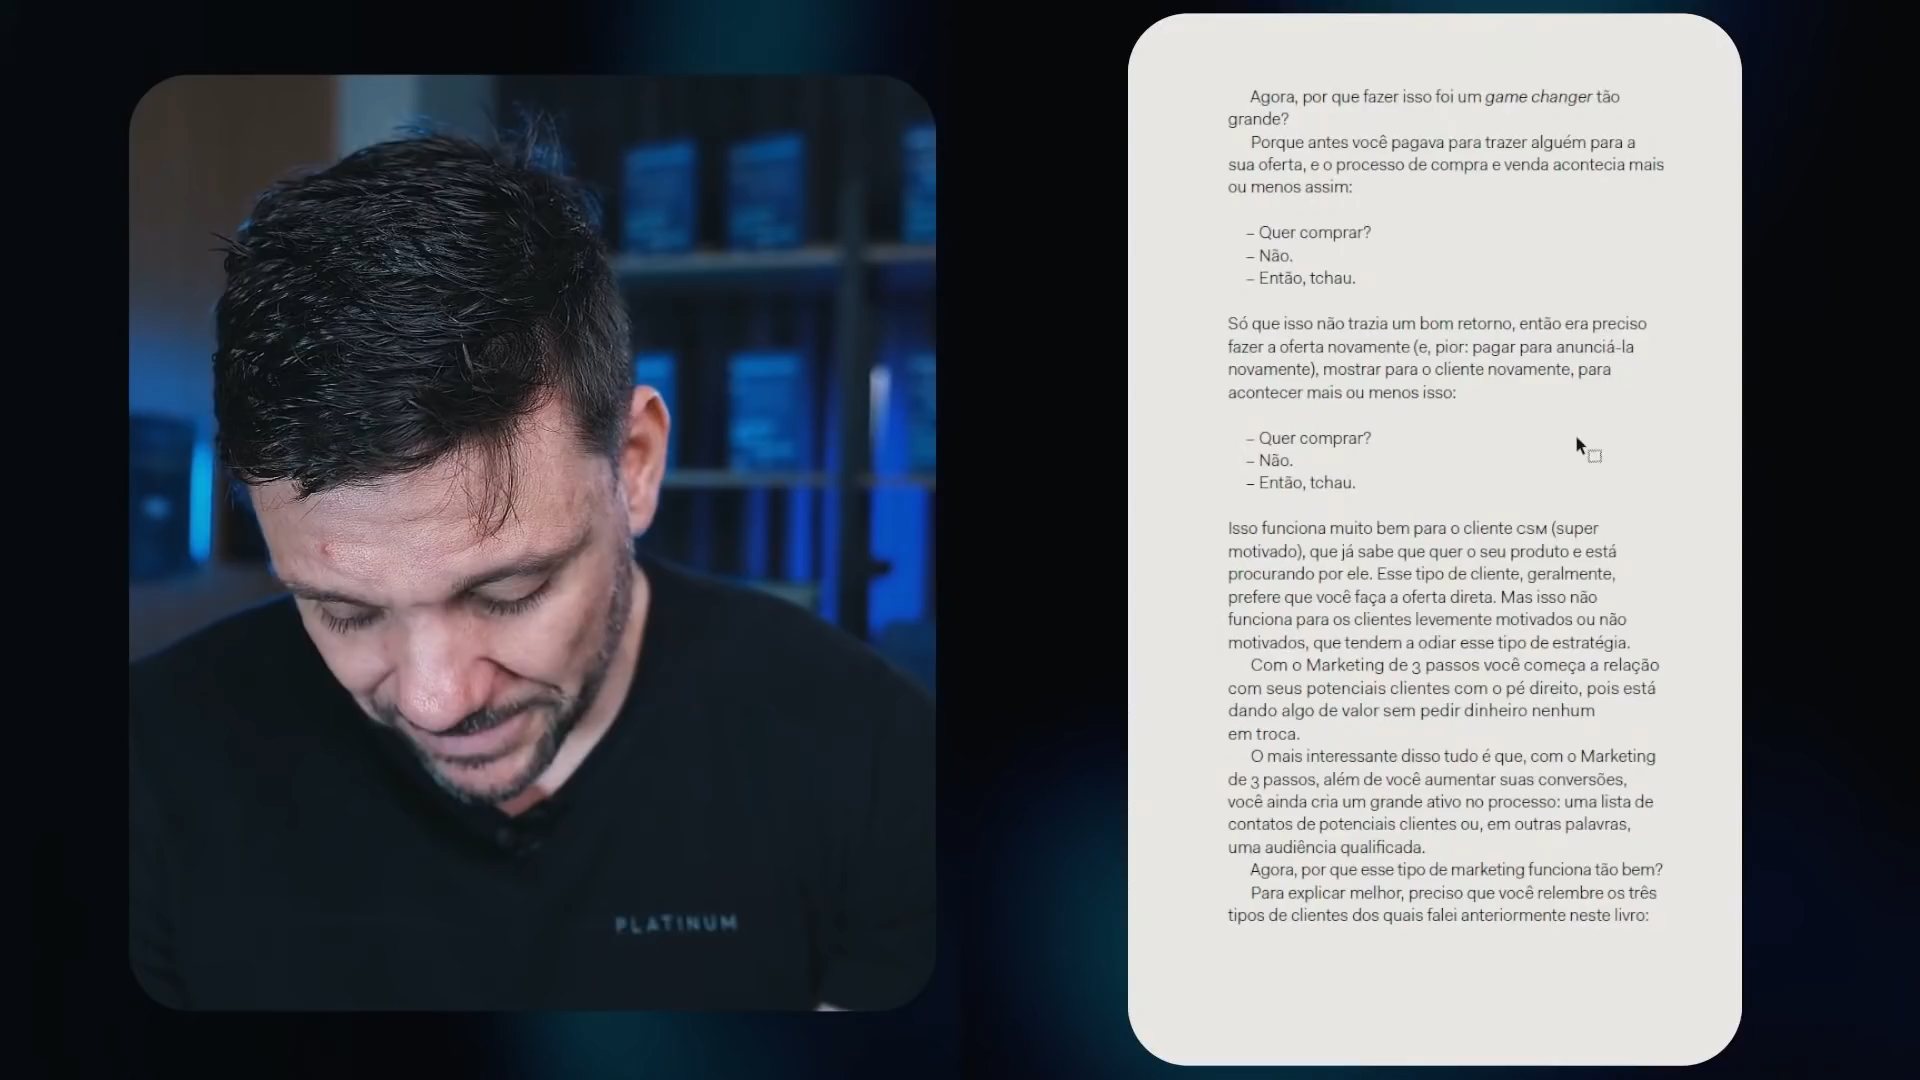 Agora, por que fazer isso foi um game changer tão
grande?
Porque antes você pagava para trazer alguém para a
sua oferta, e o processo de compra e venda acontecia mais
ou menos assim:
– Quer comprar?
– Não.
– Então, tchau.
Só que isso não trazia um bom retorno, então era preciso
fazer a oferta novamente (e, pior: pagar para anunciá-la
novamente), mostrar para o cliente novamente, para
acontecer mais ou menos isso:
– Quer comprar?
– Não.
– Então, tchau.
Isso funciona muito bem para o cliente CSM (super
motivado), que já sabe que quer o seu produto e está
procurando por ele. Esse tipo de cliente, geralmente,
prefere que você faça a oferta direta. Mas isso não
funciona para os clientes levemente motivados ou não
motivados, que tendem a odiar esse tipo de estratégia.
Com o Marketing de 3 passos você começa a relação
com seus potenciais clientes com o pé direito, pois está
dando algo de valor sem pedir dinheiro nenhum
em troca.
O mais interessante disso tudo é que, com o Marketing
de 3 passos, além de você aumentar suas conversões,
você ainda cria um grande ativo no processo: uma lista de
contatos de potenciais clientes ou, em outras palavras,
uma audiência qualificada.
Agora, por que esse tipo de marketing funciona tão bem?
Para explicar melhor, preciso que você relembre os três
tipos de clientes dos quais falei anteriormente neste livro:
PLATINUM